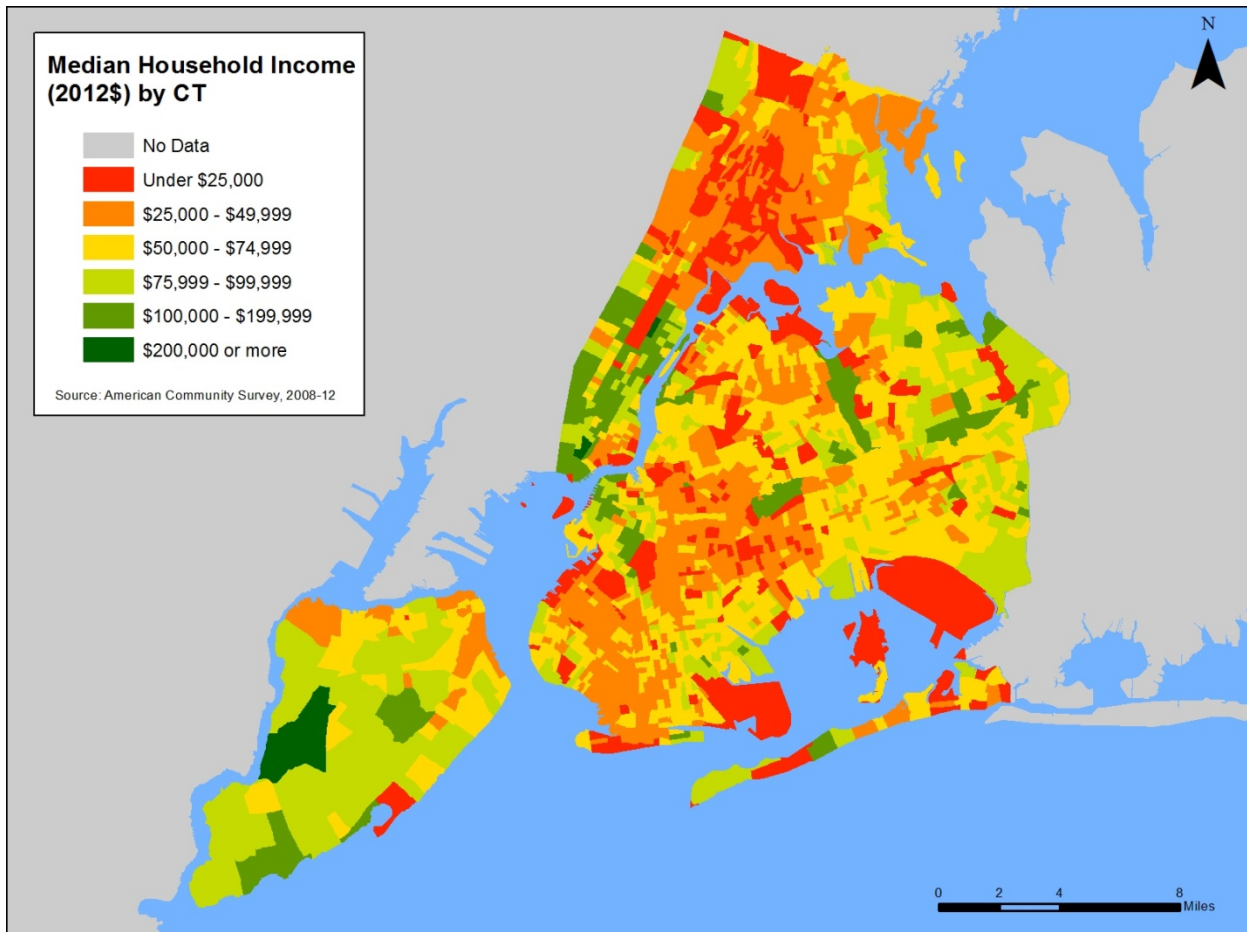 Median Household Income
(2012$) by CT
No Data
Under $25,000
$25,000 - $49,999
$50,000 - $74,999
$75,999 - $99,999
$100,000 - $199,999
$200,000 or more
Source: American Community Survey, 2008-12
N
0 2 4 8
Miles